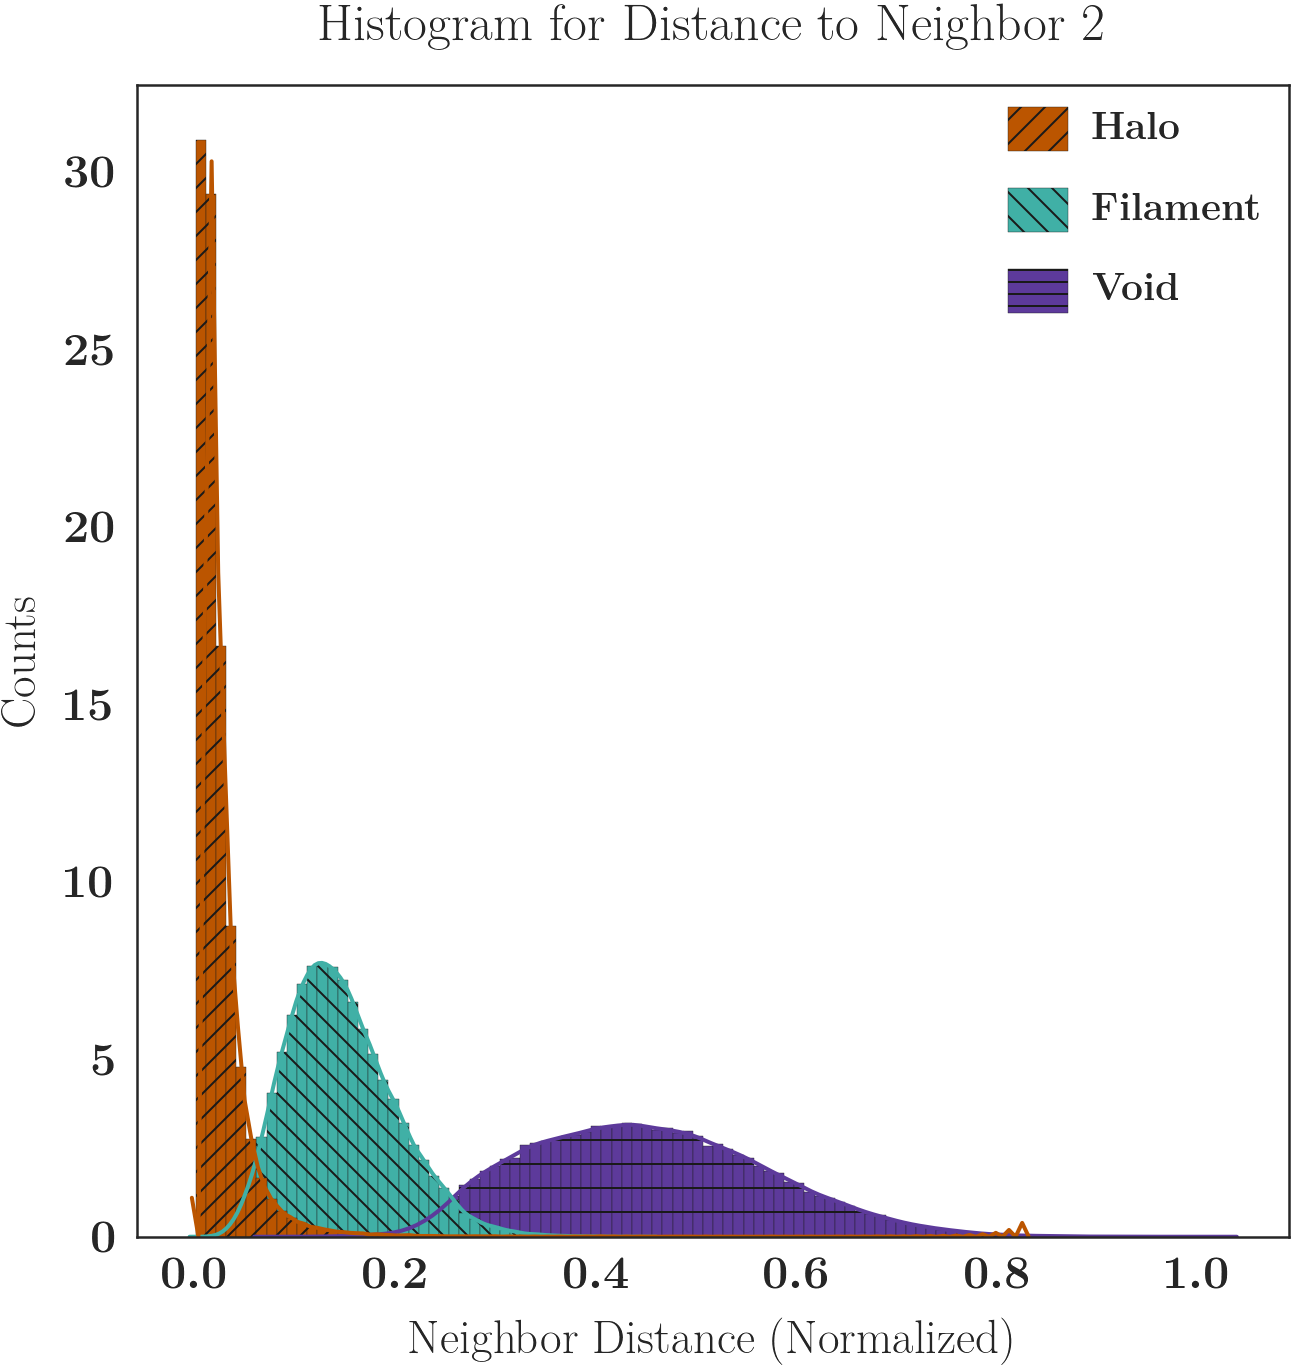 Histogram for Distance to Neighbor 2
Halo
Filament
Void
Counts
30
25
20
15
10
5
0
0.0 0.2 0.4 0.6 0.8 1.0
Neighbor Distance (Normalized)